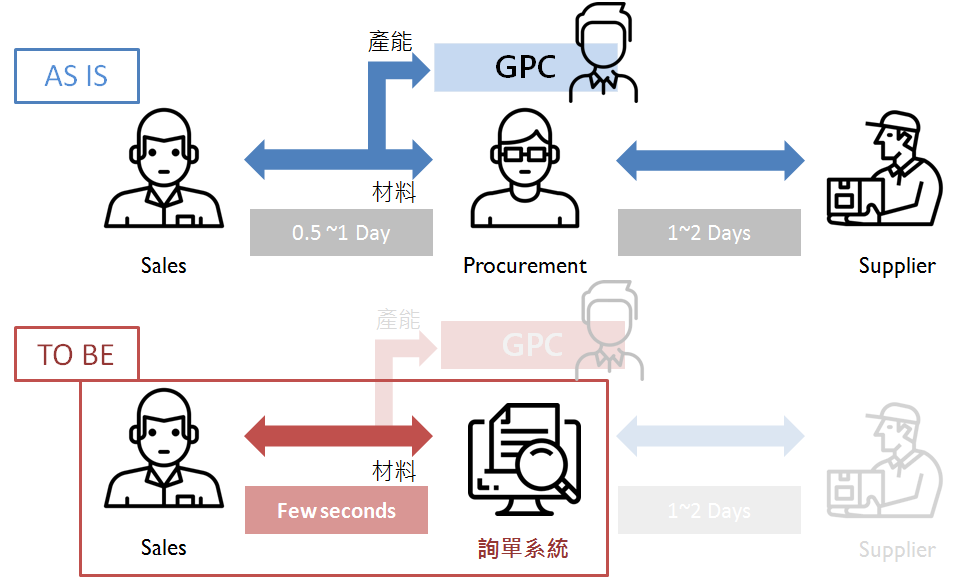 產能
GPC
AS IS
材料
0.5 ~1 Day
1~2 Days
Sales
Procurement
Supplier
產能
GPC
TO BE
材料
Few seconds
1~2 Days
Sales
詢單系統
Supplier